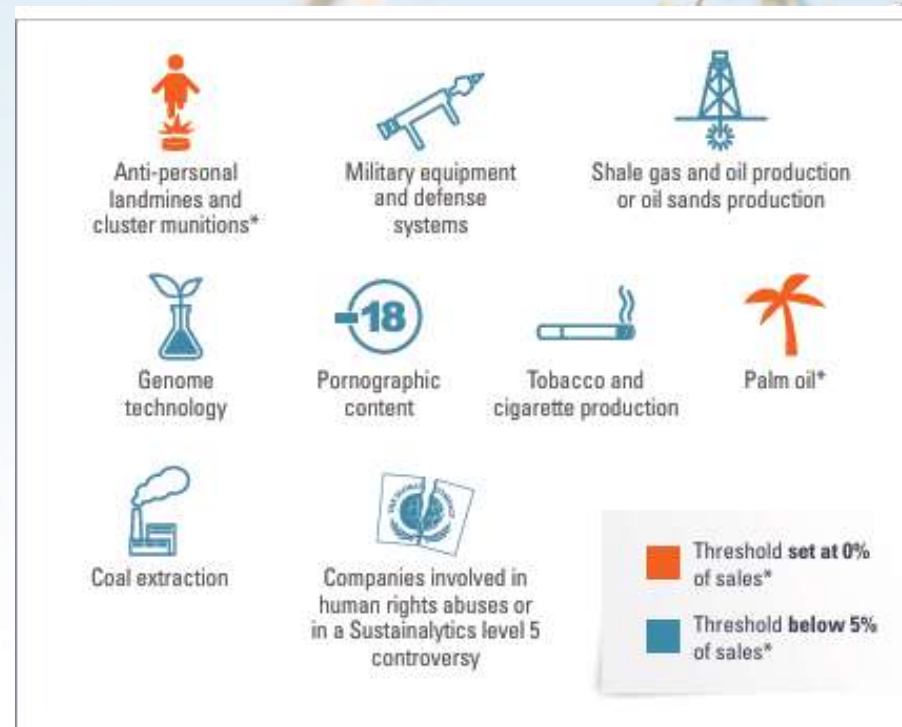 Anti-personal
landmines and
cluster munitions*
Military equipment
and defense
systems
Shale gas and oil production
or oil sands production
Genome
technology
-18
Pornographic
content
Tobacco and
cigarette production
Palm oil*
Coal extraction
Companies involved in
human rights abuses or
in a Sustainalytics level 5
controversy
Threshold set at 0%
of sales*
Threshold below 5%
of sales*